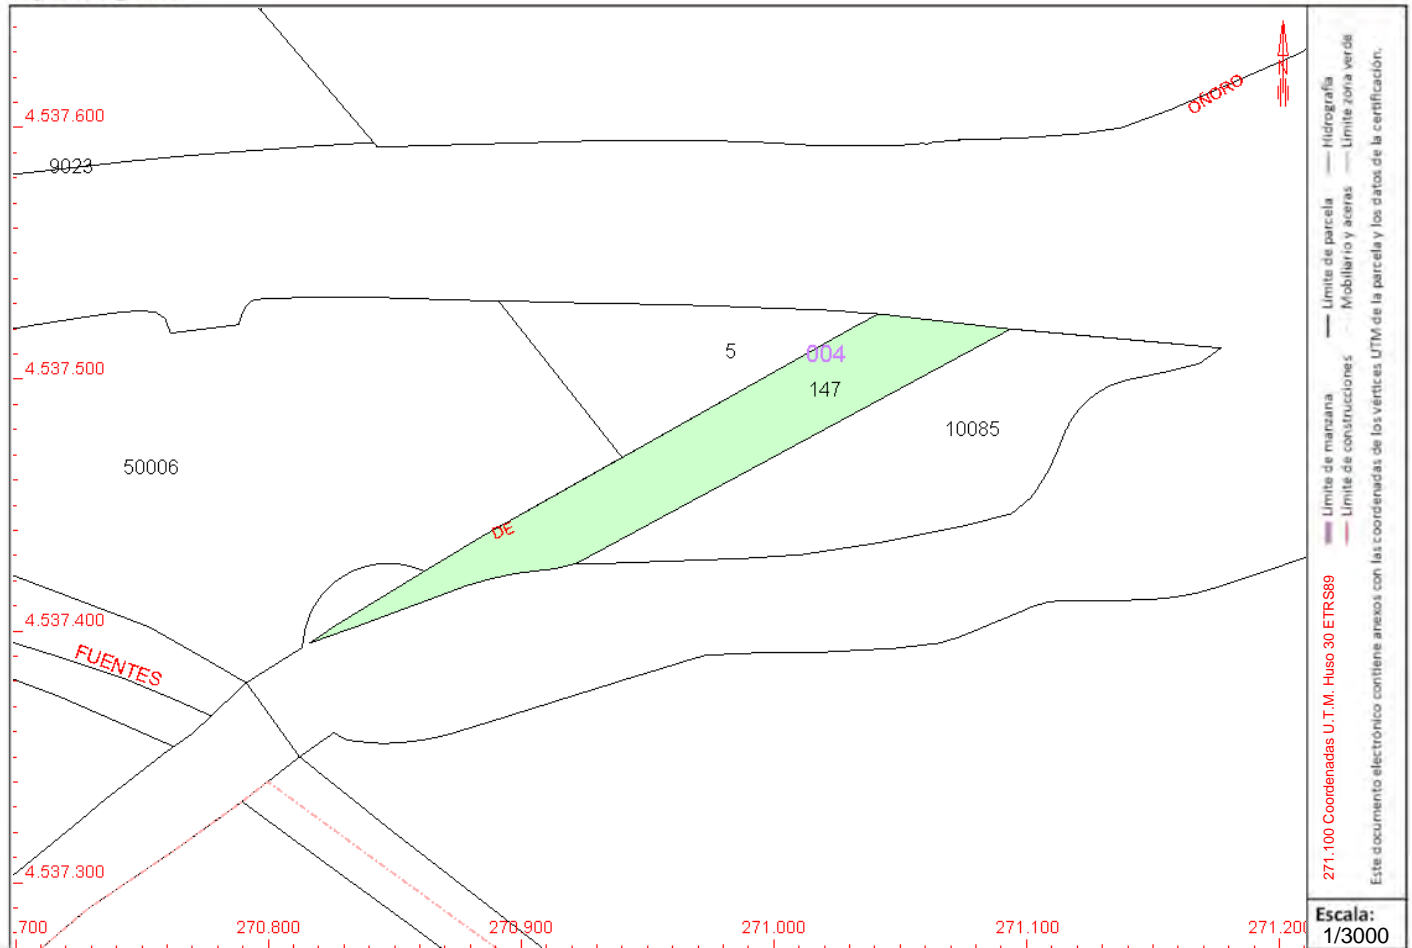 4.537.600
9023
OÑORO
4.537.500
5
004
147
10085
50006
DE
4.537.400
FUENTES
4.537.300
.700
270.800
270.900
271.000
271.100
271.200
Límite de manzana
Límite de parcela
Hidrografía
Límite de construcciones
Mobiliario y aceras
Límite zona verde
271.100 Coordenadas U.T.M. Huso 30 ETRS89
Este documento electrónico contiene anexos con las coordenadas de los vértices UTM de la parcela y los datos de la certificación.
Escala:
1/3000